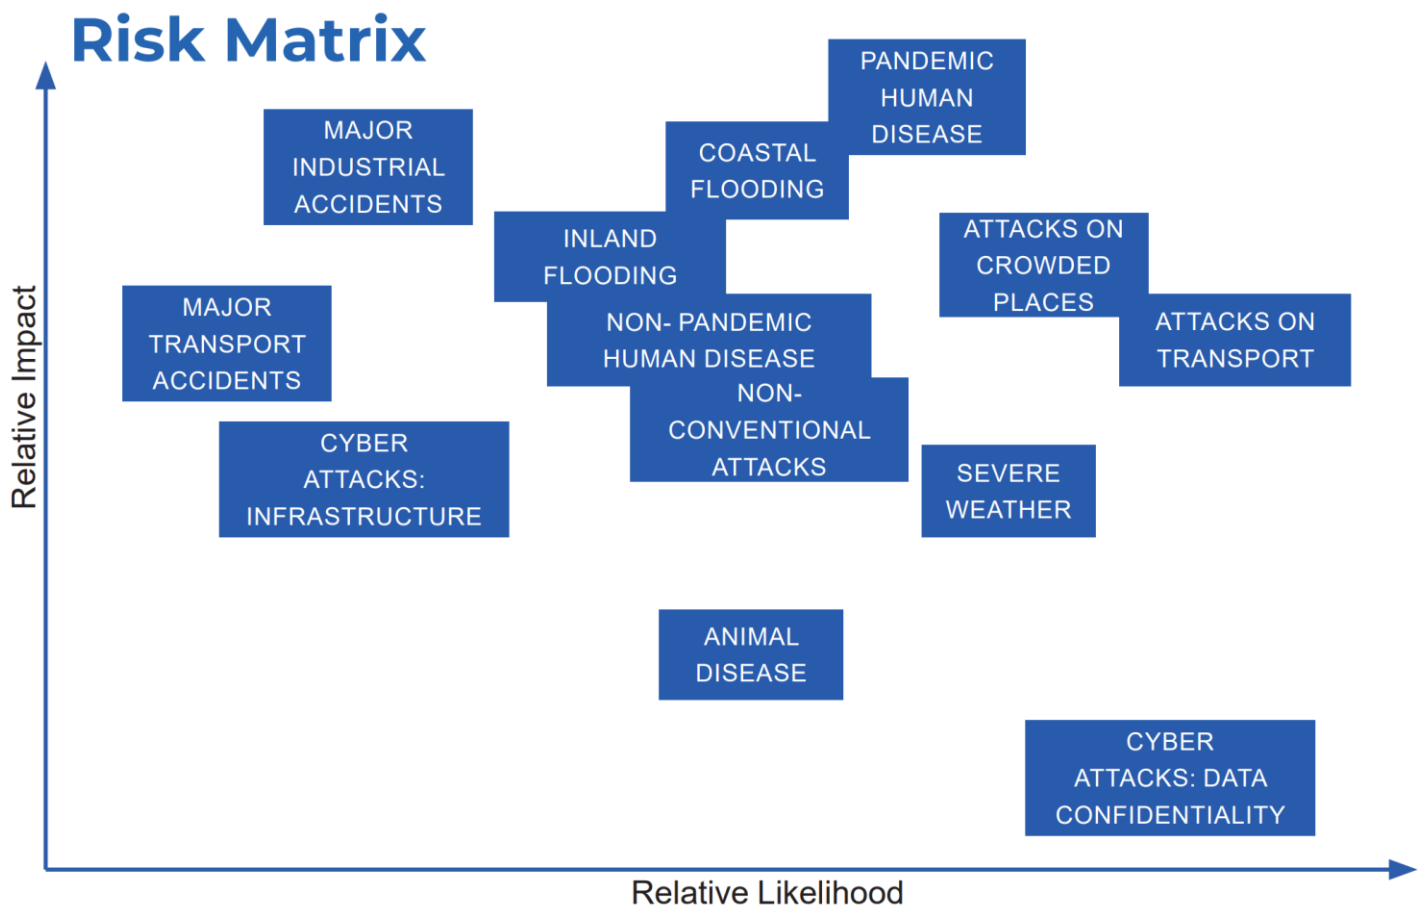 Risk Matrix
PANDEMIC
HUMAN
DISEASE
MAJOR
INDUSTRIAL
ACCIDENTS
COASTAL
FLOODING
INLAND
FLOODING
ATTACKS ON
CROWDED
PLACES
MAJOR
TRANSPORT
ACCIDENTS
NON- PANDEMIC
HUMAN DISEASE
ATTACKS ON
TRANSPORT
NON-
CONVENTIONAL
ATTACKS
CYBER
ATTACKS:
INFRASTRUCTURE
SEVERE
WEATHER
ANIMAL
DISEASE
CYBER
ATTACKS: DATA
CONFIDENTIALITY
Relative Impact
Relative Likelihood